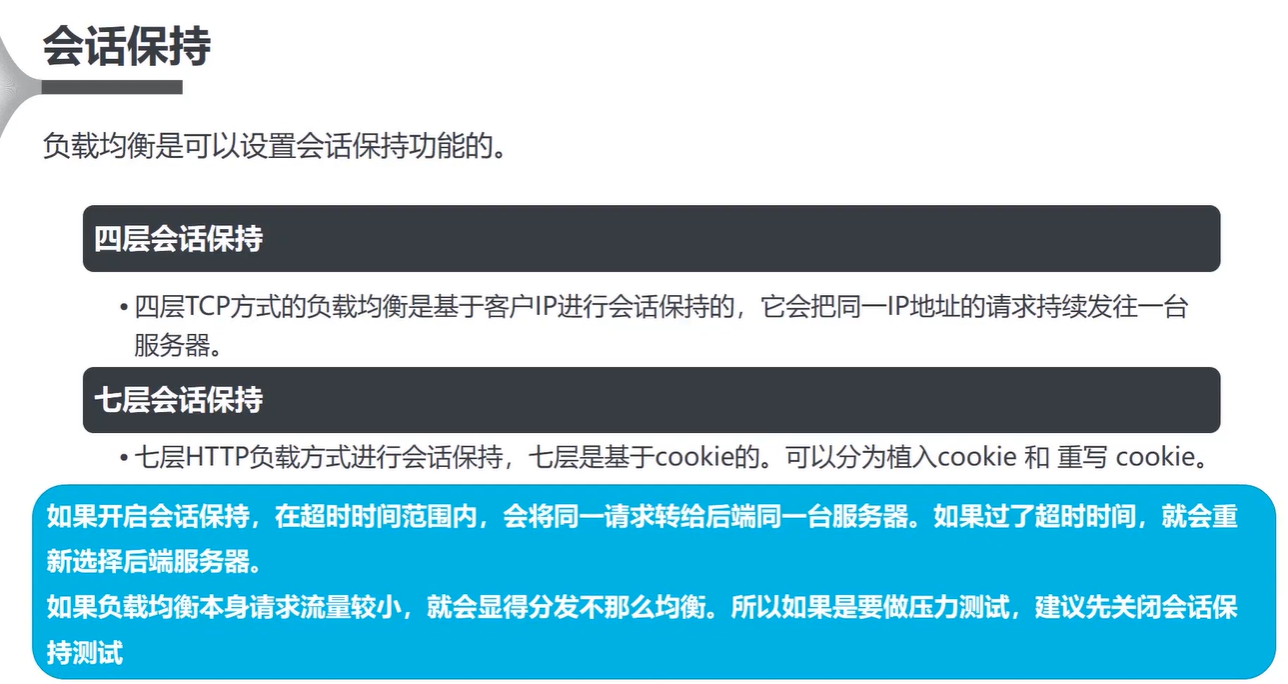 会话保持
负载均衡是可以设置会话保持功能的。
四层会话保持
• 四层TCP方式的负载均衡是基于客户IP进行会话保持的，它会把同一IP地址的请求持续发往一台
服务器。
七层会话保持
• 七层HTTP负载方式进行会话保持，七层是基于cookie的。可以分为植入cookie 和 重写 cookie。
如果开启会话保持，在超时时间范围内，会将同一请求转给后端同一台服务器。如果过了超时时间，就会重
新选择后端服务器。
如果负载均衡本身请求流量较小，就会显得分发不那么均衡。所以如果是要做压力测试，建议先关闭会话保
持测试